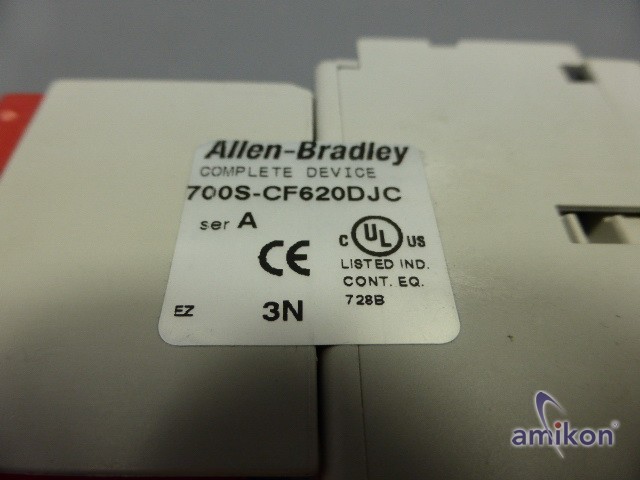 Allen-Bradley
COMPLETE DEVICE
700S-CF620DJC
ser A
CE
C UL US
LISTED IND.
CONT. EQ.
728B
EZ
3N
amikon